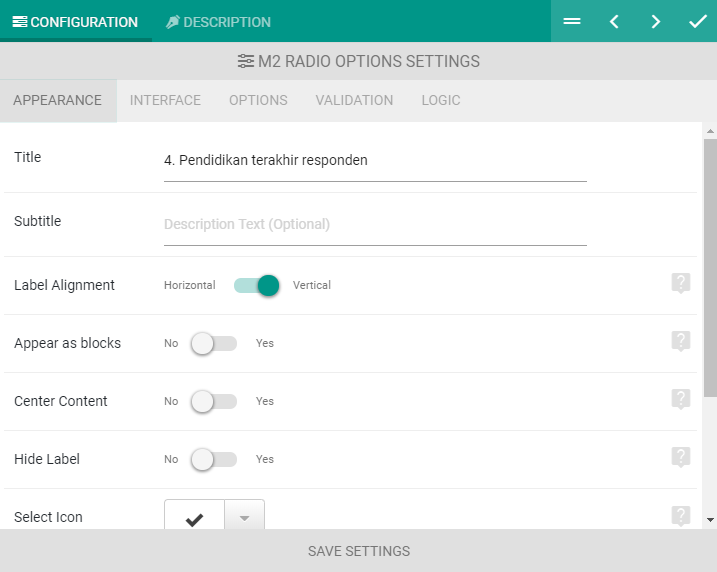 CONFIGURATION DESCRIPTION
M2 RADIO OPTIONS SETTINGS
APPEARANCE INTERFACE OPTIONS VALIDATION LOGIC
Title 4. Pendidikan terakhir responden
Subtitle Description Text (Optional)
Label Alignment Horizontal Vertical
Appear as blocks No Yes
Center Content No Yes
Hide Label No Yes
Select Icon
SAVE SETTINGS